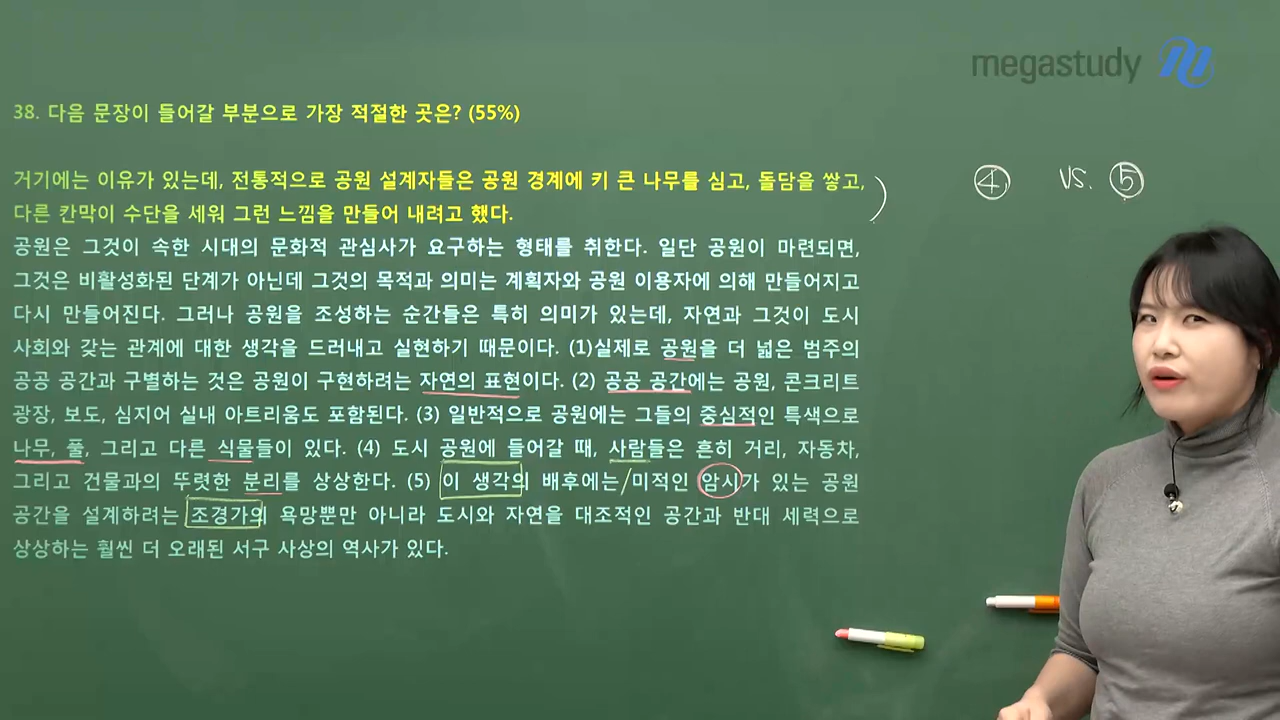 megastudy
38. 다음 문장이 들어갈 부분으로 가장 적절한 곳은? (55%)
거기에는 이유가 있는데, 전통적으로 공원 설계자들은 공원 경계에 키 큰 나무를 심고, 돌담을 쌓고,
다른 칸막이 수단을 세워 그런 느낌을 만들어 내려고 했다.
④ VS. ⑤
공원은 그것이 속한 시대의 문화적 관심사가 요구하는 형태를 취한다. 일단 공원이 마련되면,
그것은 비활성화된 단계가 아닌데 그것의 목적과 의미는 계획자와 공원 이용자에 의해 만들어지고
다시 만들어진다. 그러나 공원을 조성하는 순간들은 특히 의미가 있는데, 자연과 그것이 도시
사회와 갖는 관계에 대한 생각을 드러내고 실현하기 때문이다. (1)실제로 공원을 더 넓은 범주의
공공 공간과 구별하는 것은 공원이 구현하려는 자연의 표현이다. (2) 공공 공간에는 공원, 콘크리트
광장, 보도, 심지어 실내 아트리움도 포함된다. (3) 일반적으로 공원에는 그들의 중심적인 특색으로
나무, 풀, 그리고 다른 식물들이 있다. (4) 도시 공원에 들어갈 때, 사람들은 흔히 거리, 자동차,
그리고 건물과의 뚜렷한 분리를 상상한다. (5) 이 생각의 배후에는 미적인 암시가 있는 공원
공간을 설계하려는 조경가의 욕망뿐만 아니라 도시와 자연을 대조적인 공간과 반대 세력으로
상상하는 훨씬 더 오래된 서구 사상의 역사가 있다.